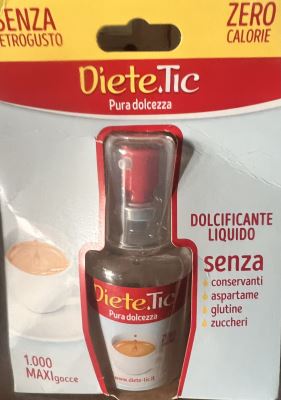 SENZA
RETROGUSTO
ZERO
CALORIE
Diete.Tic
Pura dolcezza
DOLCIFICANTE
LIQUIDO
senza
conservanti
aspartame
glutine
zuccheri
Diete.Tic
Pura dolcezza
www.diete-tic.it
1.000
MAXIgocce